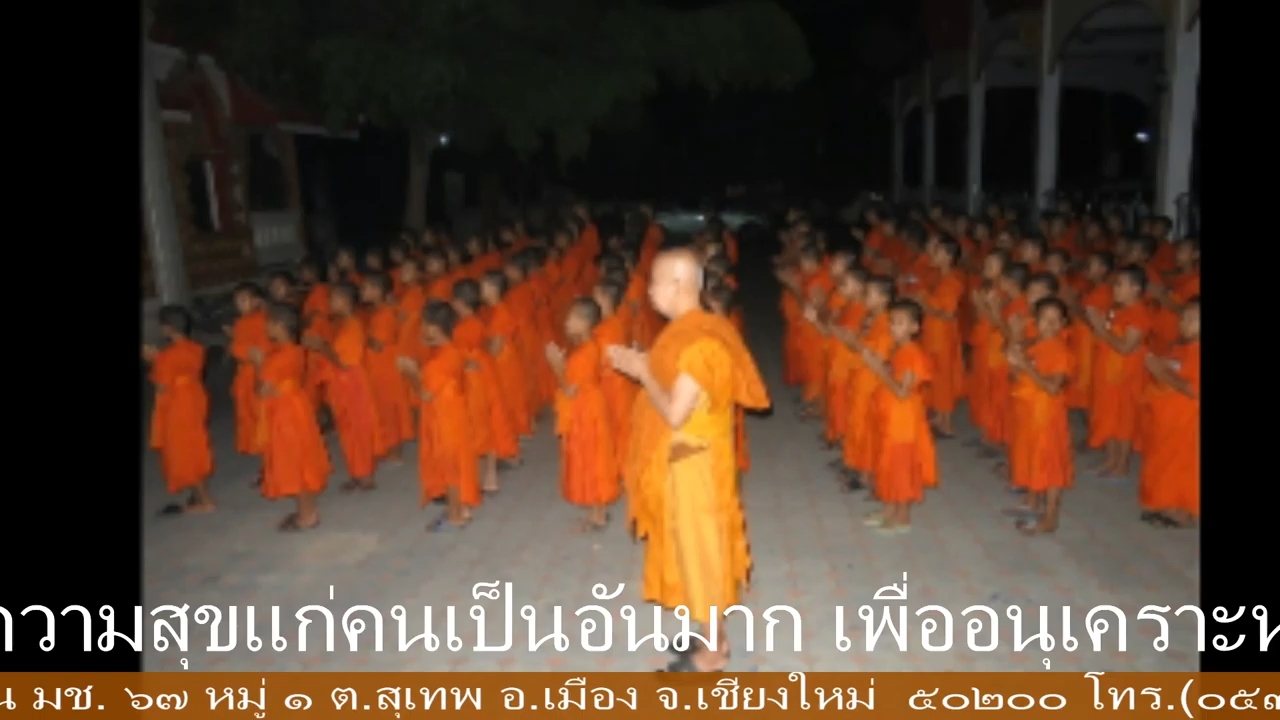 ความสุขแก่คนเป็นอันมาก เพื่ออนุเคราะห
น มช. ๖๗ หมู่ ๑ ต.สุเทพ อ.เมือง จ.เชียงใหม่ ๕๐๒๐๐ โทร.(๐๕๓